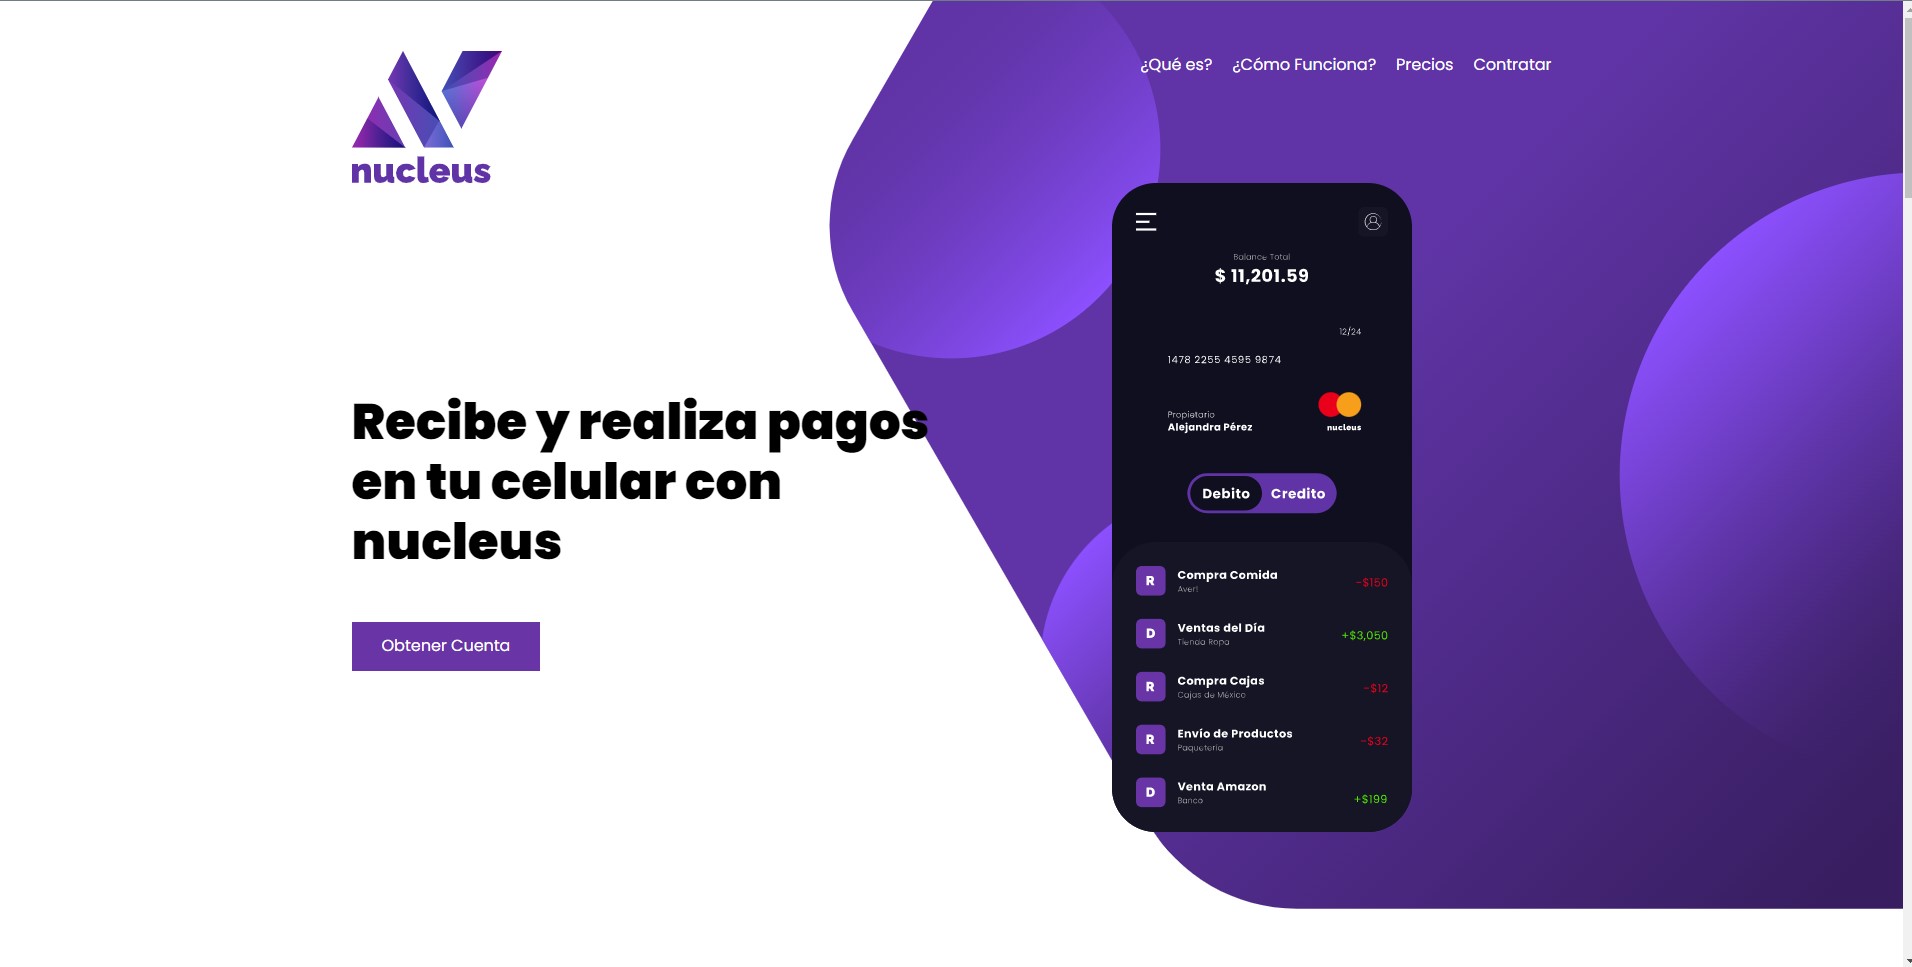 nucleus
¿Qué es? ¿Cómo Funciona? Precios Contratar
Recibe y realiza pagos
en tu celular con
nucleus
Obtener Cuenta
Balance Total
$ 11,201.59
12/24
1478 2255 4595 9874
Propietario
Alejandra Pérez
nucleus
Debito Credito
R Compra Comida -$150
Aver!
D Ventas del Día +$3,050
Tienda Ropa
R Compra Cajas -$12
Cajas de México
R Envío de Productos -$32
Paquetería
D Venta Amazon +$199
Banco